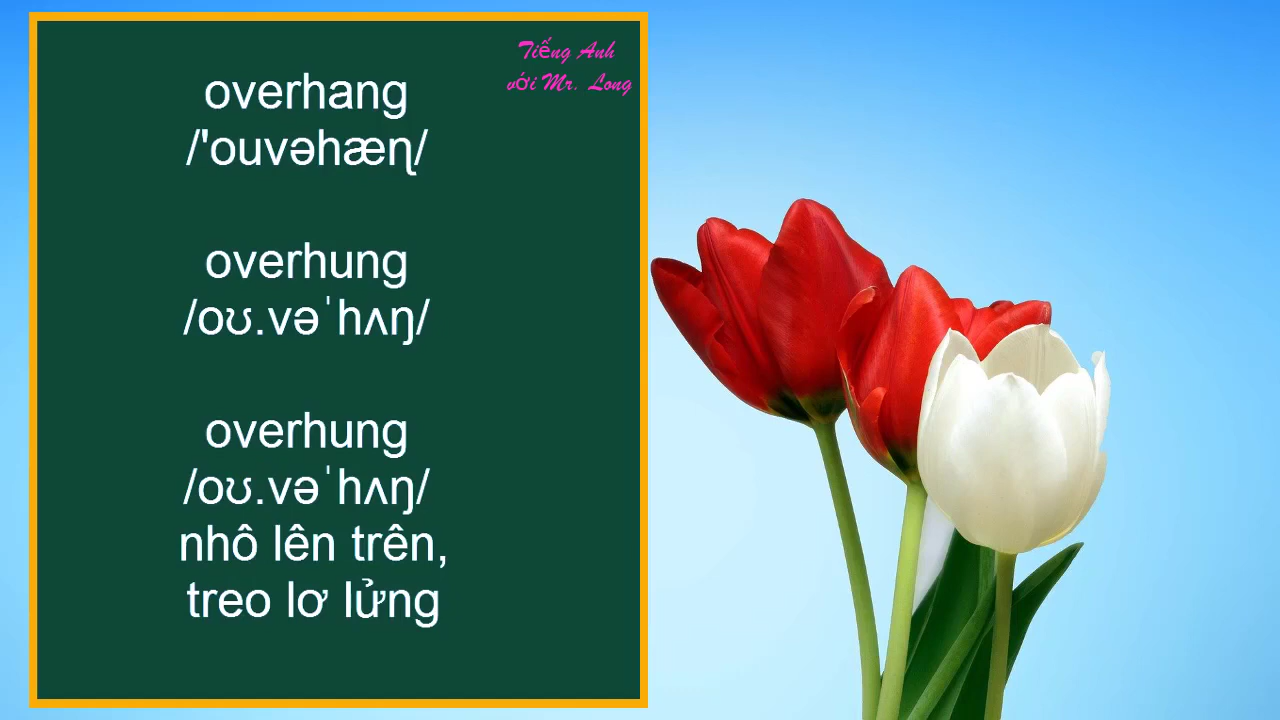 Tiếng Anh
với Mr. Long
overhang
/'ouvəhæɳ/
overhung
/oʊ.vəˈhʌŋ/
overhung
/oʊ.vəˈhʌŋ/
nhô lên trên,
treo lơ lửng